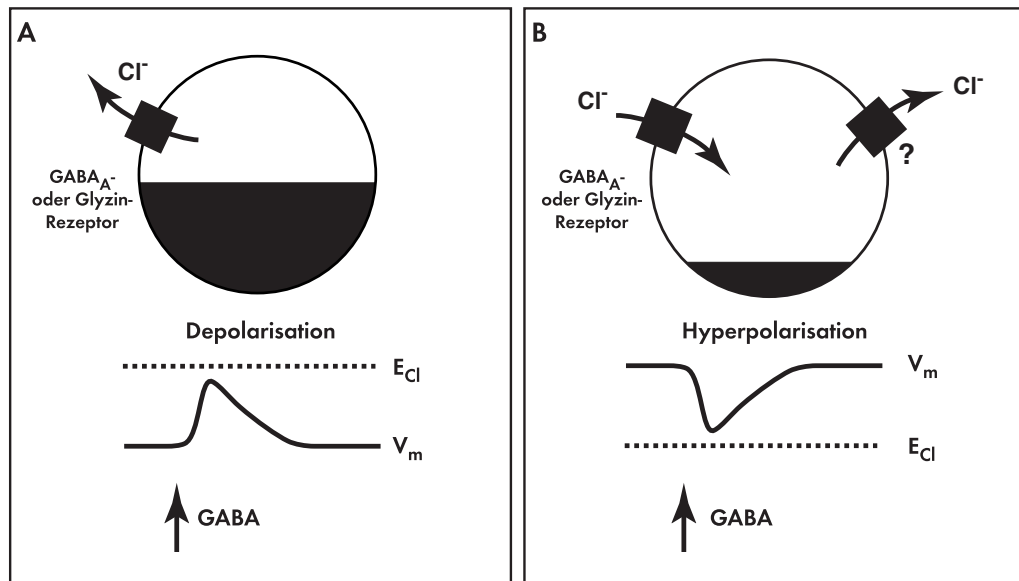 A
Cl⁻
GABA_A-
oder Glyzin-
Rezeptor
Depolarisation
E_Cl
V_m
GABA
B
Cl⁻
Cl⁻
?
GABA_A-
oder Glyzin-
Rezeptor
Hyperpolarisation
V_m
E_Cl
GABA